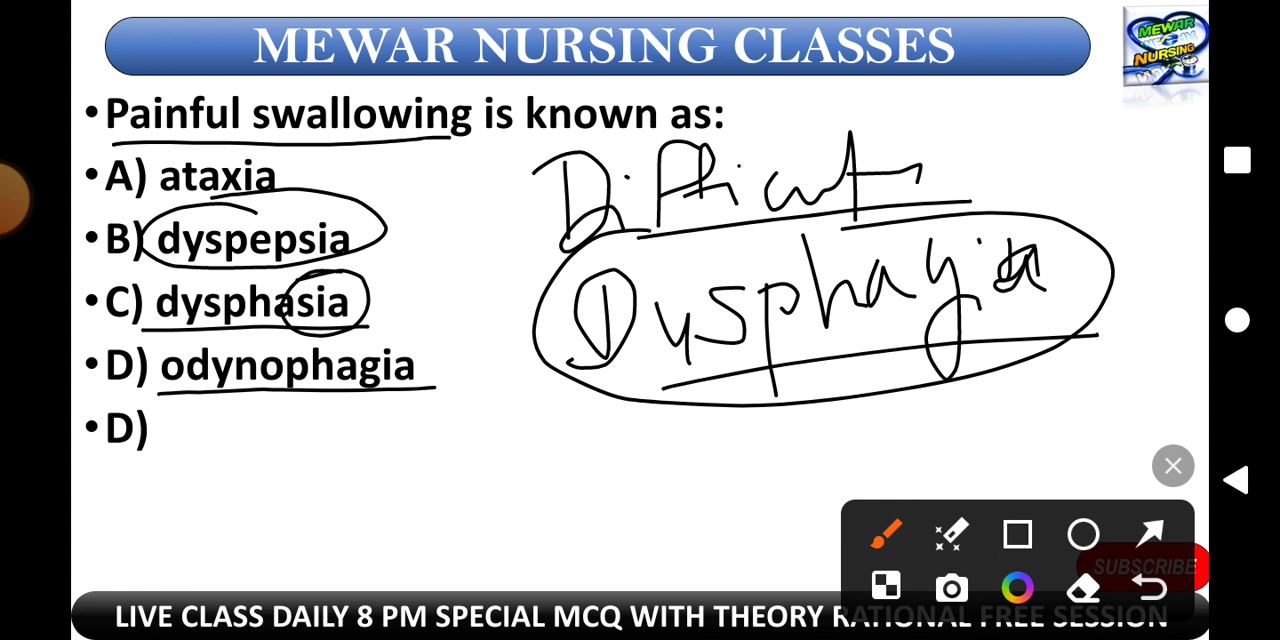 MEWAR NURSING CLASSES
MEWAR
NURSING
• Painful swallowing is known as:
• A) ataxia
• B) dyspepsia
• C) dysphasia
• D) odynophagia
• D)
Difficult
Dysphagia
SUBSCRIBE
LIVE CLASS DAILY 8 PM SPECIAL MCQ WITH THEORY RATIONAL FREE SESSION